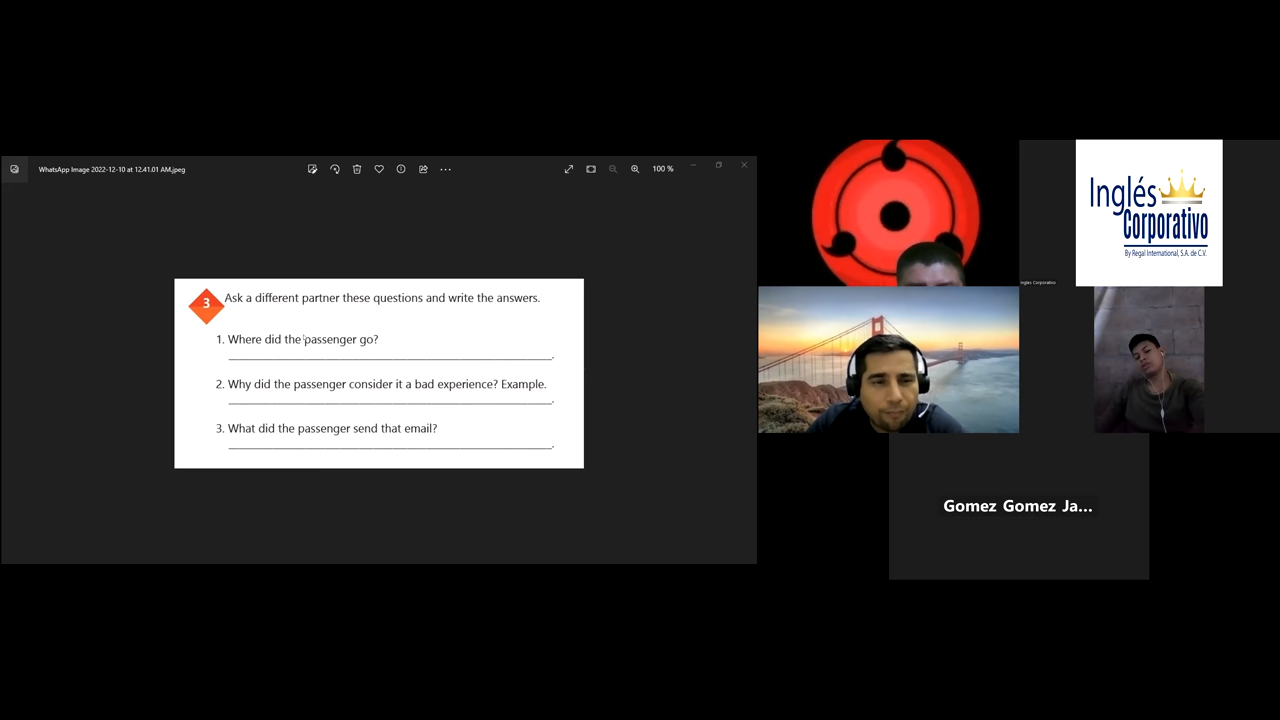 WhatsApp Image 2022-12-10 at 12.41.01 AM.jpeg
100 %
3
Ask a different partner these questions and write the answers.
1. Where did the passenger go?
2. Why did the passenger consider it a bad experience? Example.
3. What did the passenger send that email?
Inglés
Corporativo
By Regal International, S.A. de C.V.
Ingles Corporativo
Gomez Gomez Ja...